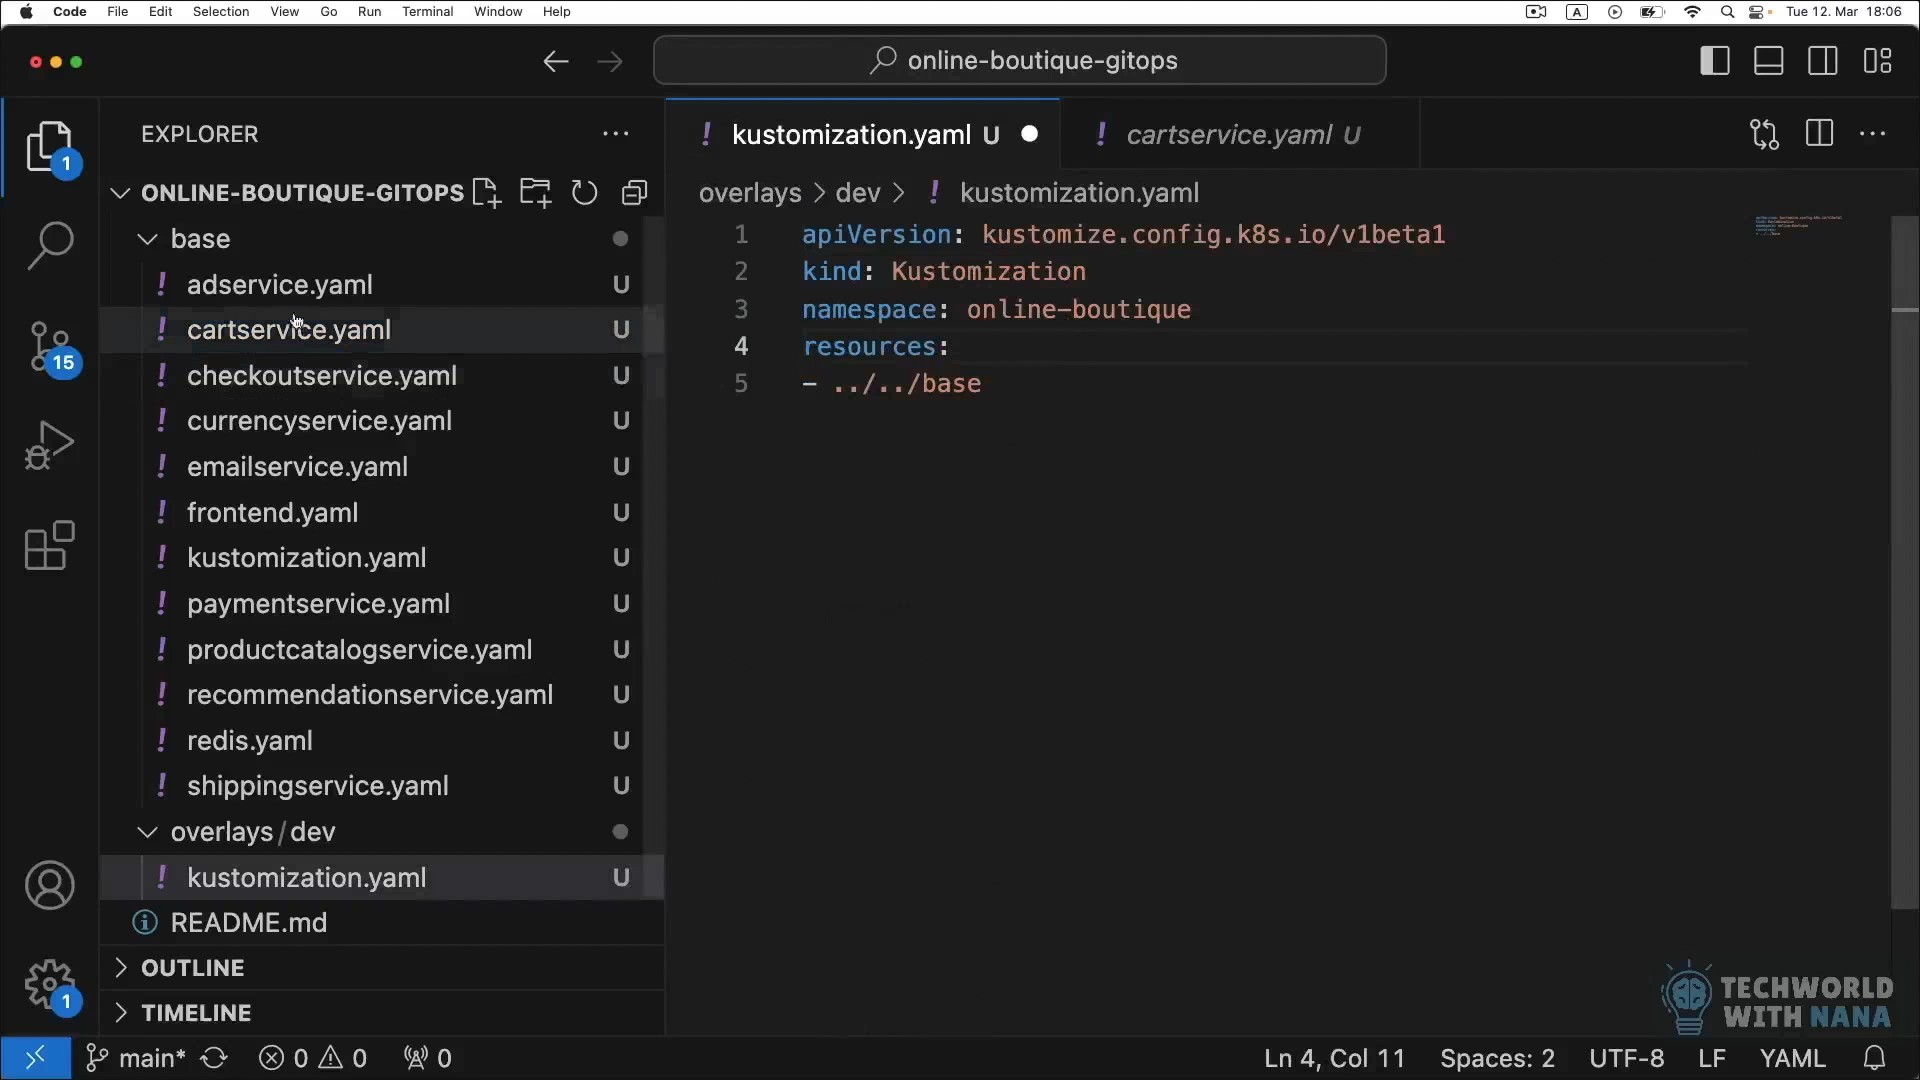 Code File Edit Selection View Go Run Terminal Window Help
A
Tue 12. Mar 18:06
online-boutique-gitops
EXPLORER
1
ONLINE-BOUTIQUE-GITOPS
base
adservice.yaml U
cartservice.yaml U
checkoutservice.yaml U
currencyservice.yaml U
emailservice.yaml U
frontend.yaml U
kustomization.yaml U
paymentservice.yaml U
productcatalogservice.yaml U
recommendationservice.yaml U
redis.yaml U
shippingservice.yaml U
overlays/dev
kustomization.yaml U
README.md
OUTLINE
TIMELINE
15
1
! kustomization.yaml U
! cartservice.yaml U
overlays > dev > ! kustomization.yaml
1 apiVersion: kustomize.config.k8s.io/v1beta1
2 kind: Kustomization
3 namespace: online-boutique
4 resources:
5 - ../../base
TECHWORLD
WITH NANA
main* 0 0 0
Ln 4, Col 11 Spaces: 2 UTF-8 LF YAML